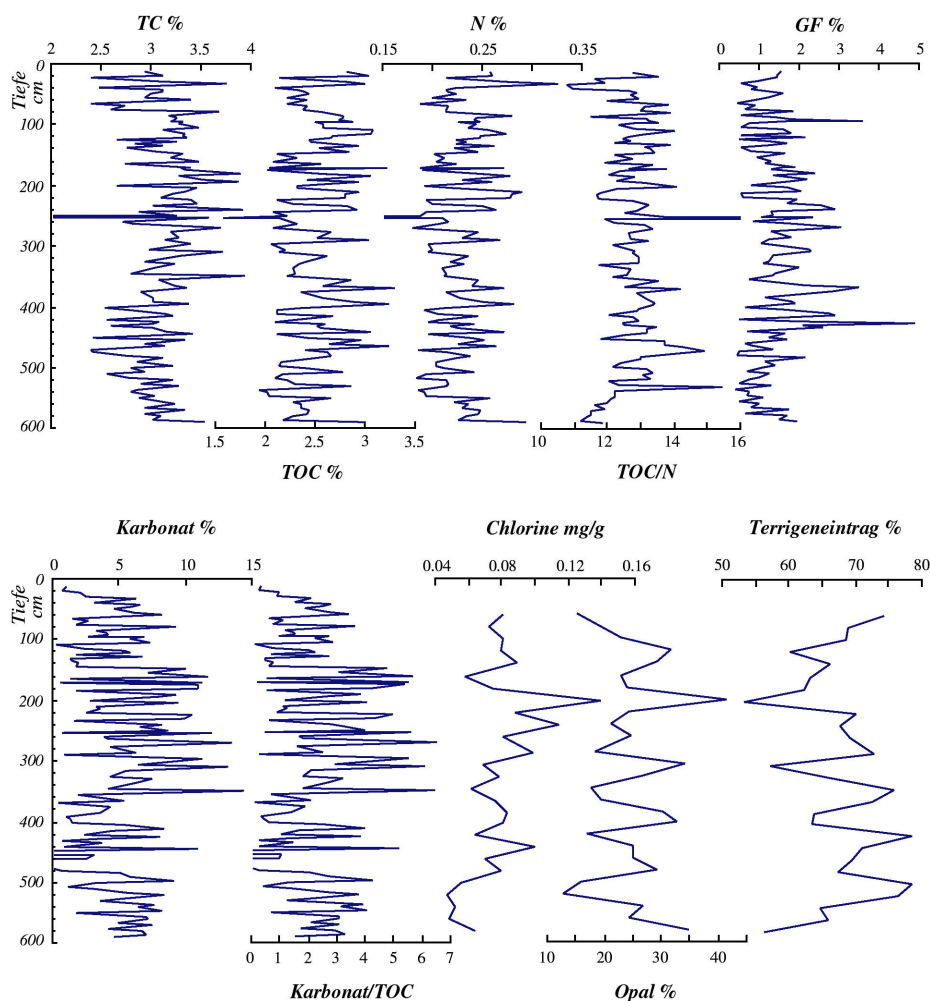 TC % N % GF %
2 2.5 3 3.5 4 0.15 0.25 0.35 0 1 2 3 4 5
0
Tiefe cm
100
200
300
400
500
600
1.5 2 2.5 3 3.5 10 12 14 16
TOC % TOC/N
Karbonat % Chlorine mg/g Terrigeneintrag %
0 5 10 15 0.04 0.08 0.12 0.16 50 60 70 80
0
Tiefe cm
100
200
300
400
500
600
0 1 2 3 4 5 6 7 10 20 30 40
Karbonat/TOC Opal %